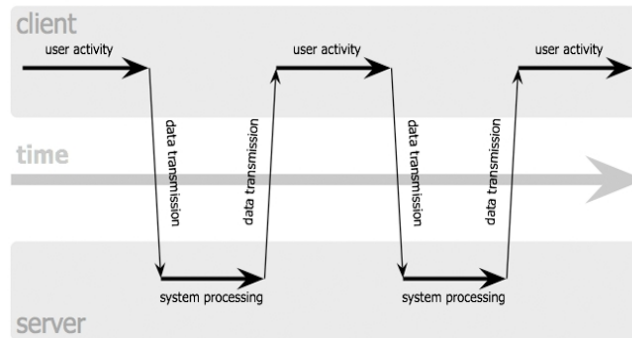 client
user activity
user activity
user activity
data transmission
data transmission
data transmission
data transmission
time
system processing
system processing
server